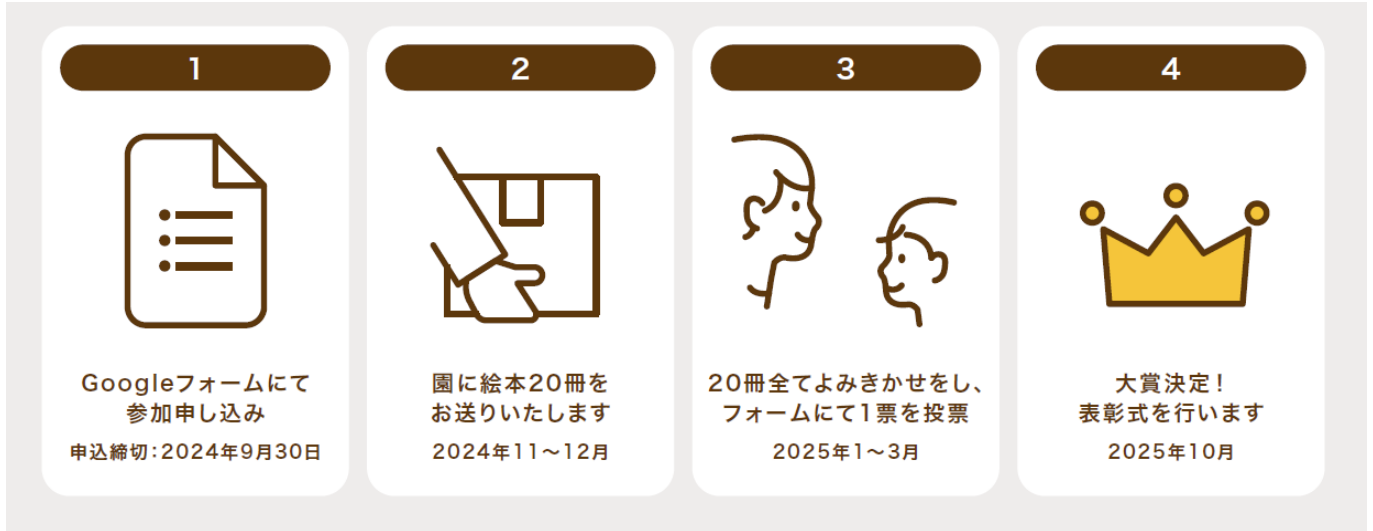 1
Googleフォームにて
参加申し込み
申込締切：2024年9月30日
2
園に絵本20冊を
お送りいたします
2024年11～12月
3
20冊全てよみきかせをし、
フォームにて1票を投票
2025年1～3月
4
大賞決定！
表彰式を行います
2025年10月